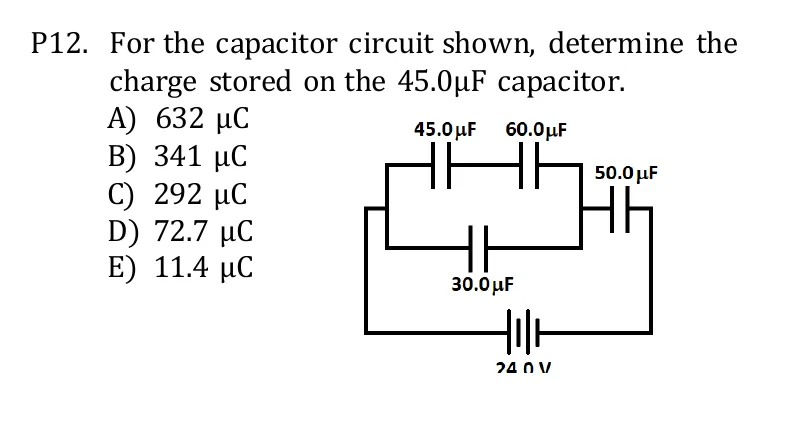 P12. For the capacitor circuit shown, determine the
charge stored on the 45.0μF capacitor.
A) 632 μC
B) 341 μC
C) 292 μC
D) 72.7 μC
E) 11.4 μC
45.0μF 60.0μF
50.0μF
30.0μF
24.0 V